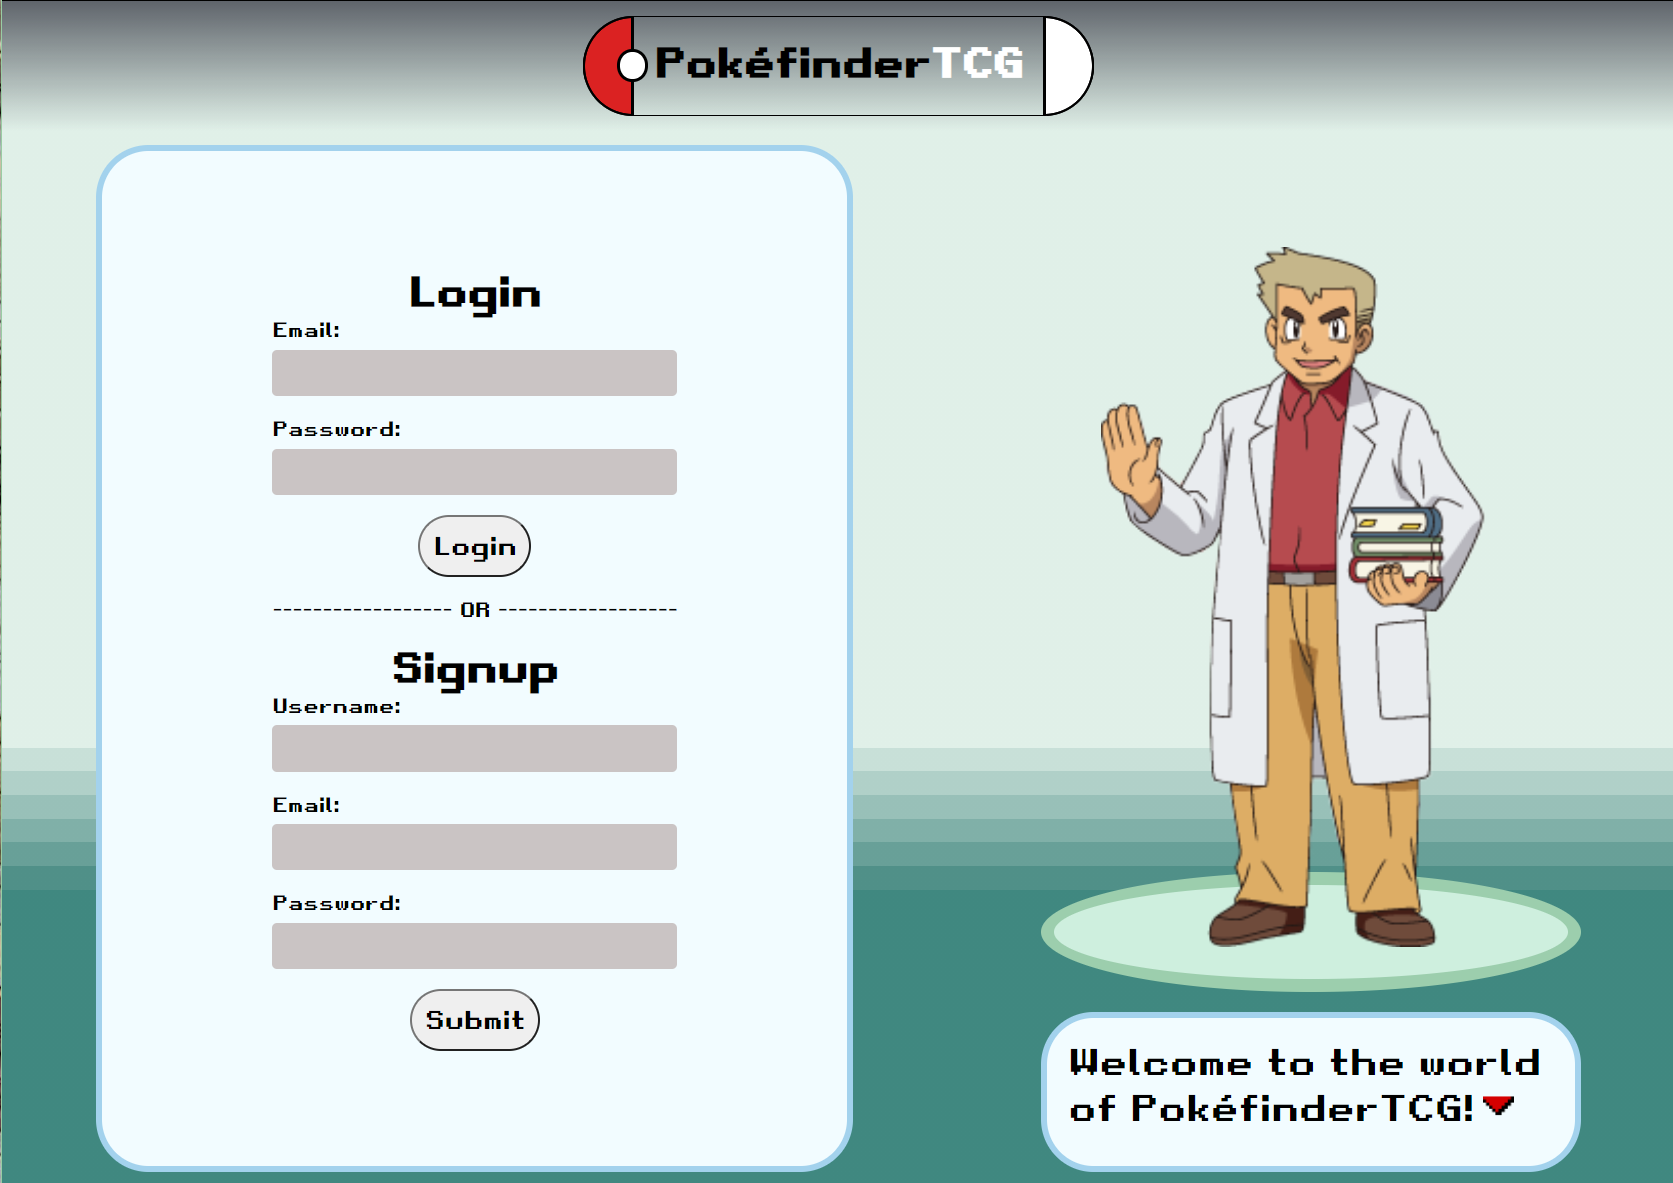 PokéfinderTCG
Login
Email:
Password:
Login
------------------ OR ------------------
Signup
Username:
Email:
Password:
Submit
Welcome to the world
of PokéfinderTCG!